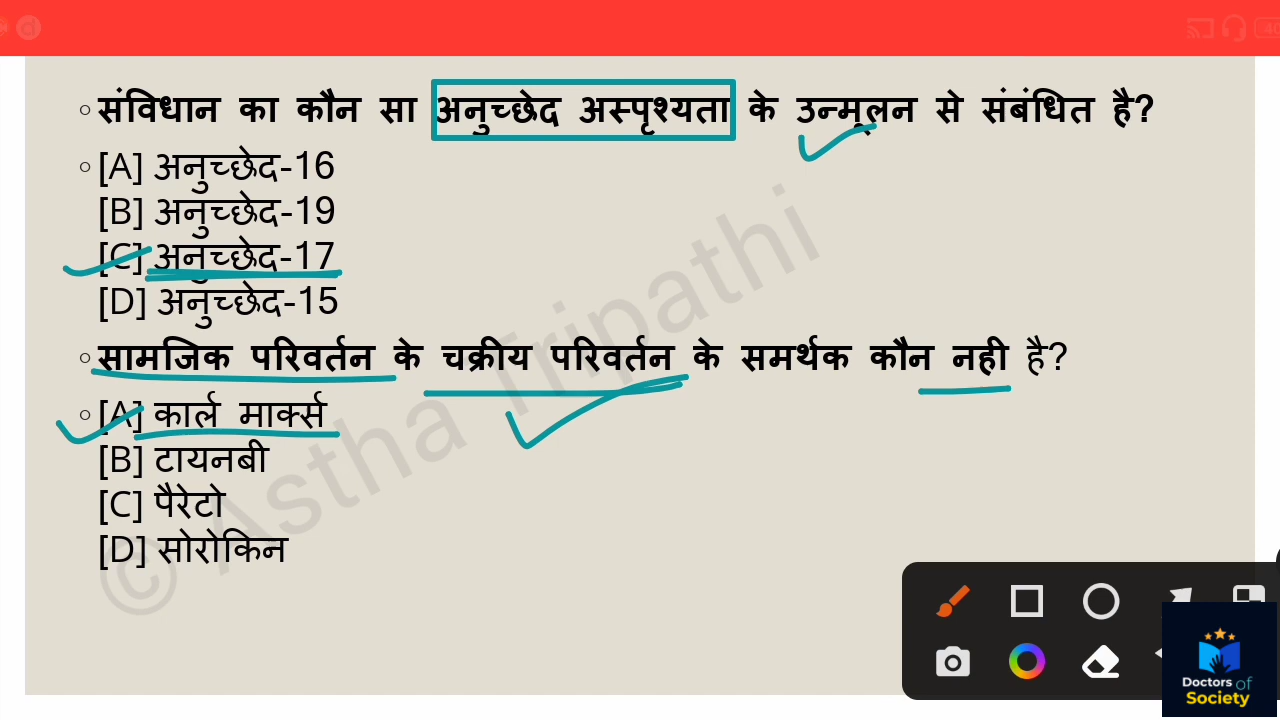 संविधान का कौन सा अनुच्छेद अस्पृश्यता के उन्मूलन से संबंधित है?
[A] अनुच्छेद-16
[B] अनुच्छेद-19
[C] अनुच्छेद-17
[D] अनुच्छेद-15
सामजिक परिवर्तन के चक्रीय परिवर्तन के समर्थक कौन नही है?
[A] कार्ल मार्क्स
[B] टायनबी
[C] पैरेटो
[D] सोरोकिन
© Astha Tripathi
Doctors of
Society